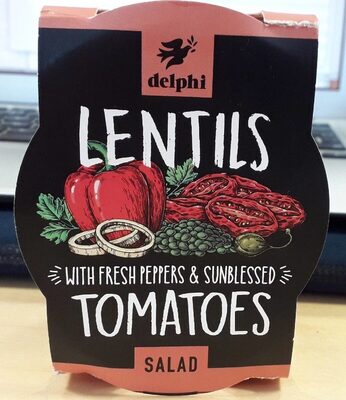 delphi
LENTILS
WITH FRESH PEPPERS & SUNBLESSED
TOMATOES
SALAD